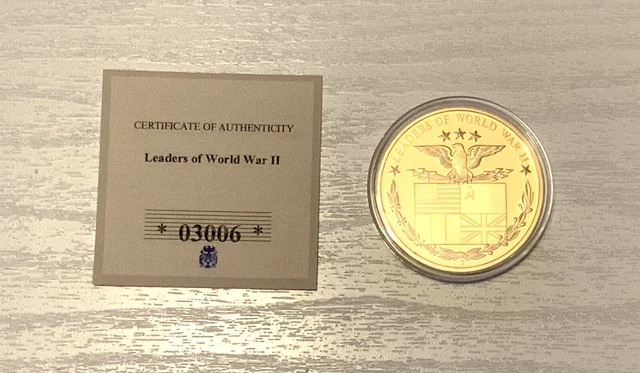 CERTIFICATE OF AUTHENTICITY
Leaders of World War II
* 03006 *
LEADERS OF WORLD WAR II